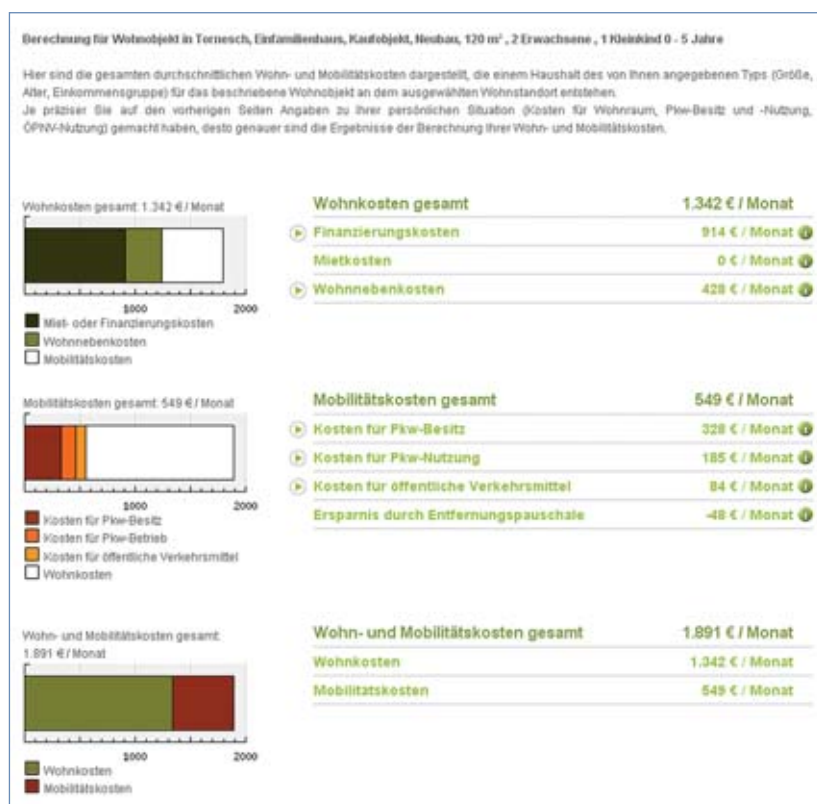 Berechnung für Wohnobjekt in Tornesch, Einfamilienhaus, Kaufobjekt, Neubau, 120 m² , 2 Erwachsene , 1 Kleinkind 0 - 5 Jahre
Hier sind die gesamten durchschnittlichen Wohn- und Mobilitätskosten dargestellt, die einem Haushalt des von Ihnen angegebenen Typs (Größe,
Alter, Einkommensgruppe) für das beschriebene Wohnobjekt an dem ausgewählten Wohnstandort entstehen.
Je präziser Sie auf den vorherigen Seiten Angaben zu Ihrer persönlichen Situation (Kosten für Wohnraum, Pkw-Besitz und -Nutzung,
ÖPNV-Nutzung) gemacht haben, desto genauer sind die Ergebnisse der Berechnung Ihrer Wohn- und Mobilitätskosten.
Wohnkosten gesamt: 1.342 € / Monat
1000 2000
Miet- oder Finanzierungskosten
Wohnnebenkosten
Mobilitätskosten
Wohnkosten gesamt 1.342 € / Monat
Finanzierungskosten 914 € / Monat
Mietkosten 0 € / Monat
Wohnnebenkosten 428 € / Monat
Mobilitätskosten gesamt: 549 € / Monat
1000 2000
Kosten für Pkw-Besitz
Kosten für Pkw-Betrieb
Kosten für öffentliche Verkehrsmittel
Wohnkosten
Mobilitätskosten gesamt 549 € / Monat
Kosten für Pkw-Besitz 328 € / Monat
Kosten für Pkw-Nutzung 185 € / Monat
Kosten für öffentliche Verkehrsmittel 84 € / Monat
Ersparnis durch Entfernungspauschale -48 € / Monat
Wohn- und Mobilitätskosten gesamt:
1.891 € / Monat
1000 2000
Wohnkosten
Mobilitätskosten
Wohn- und Mobilitätskosten gesamt 1.891 € / Monat
Wohnkosten 1.342 € / Monat
Mobilitätskosten 549 € / Monat